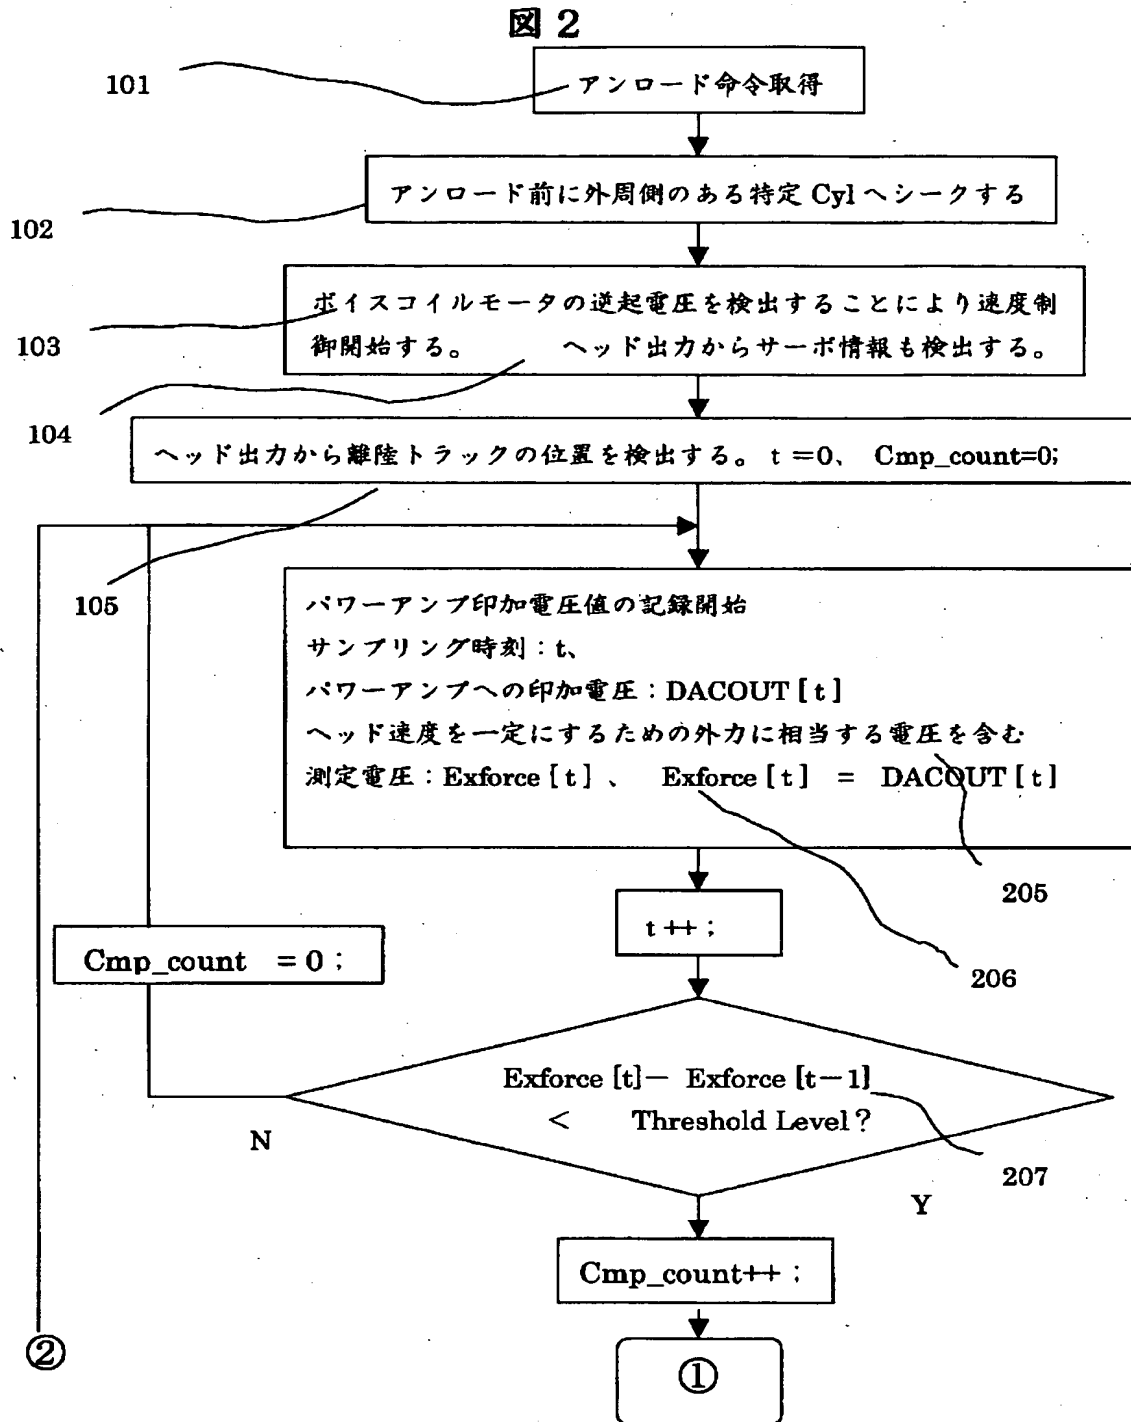 図 2
101
アンロード命令取得
アンロード前に外周側のある特定 Cyl へシークする
102
ボイスコイルモータの逆起電圧を検出することにより速度制
御開始する。 ヘッド出力からサーボ情報も検出する。
103
104
ヘッド出力から離陸トラックの位置を検出する。t=0、 Cmp_count=0;
105
パワーアンプ印加電圧値の記録開始
サンプリング時刻:t、
パワーアンプへの印加電圧:DACOUT [ t ]
ヘッド速度を一定にするための外力に相当する電圧を含む
測定電圧:Exforce [ t ] 、 Exforce [ t ] = DACOUT [ t ]
205
t ++ ;
206
Cmp_count = 0 ;
Exforce [t]- Exforce [t-1]
< Threshold Level?
N
207
Y
Cmp_count++ ;
②
①